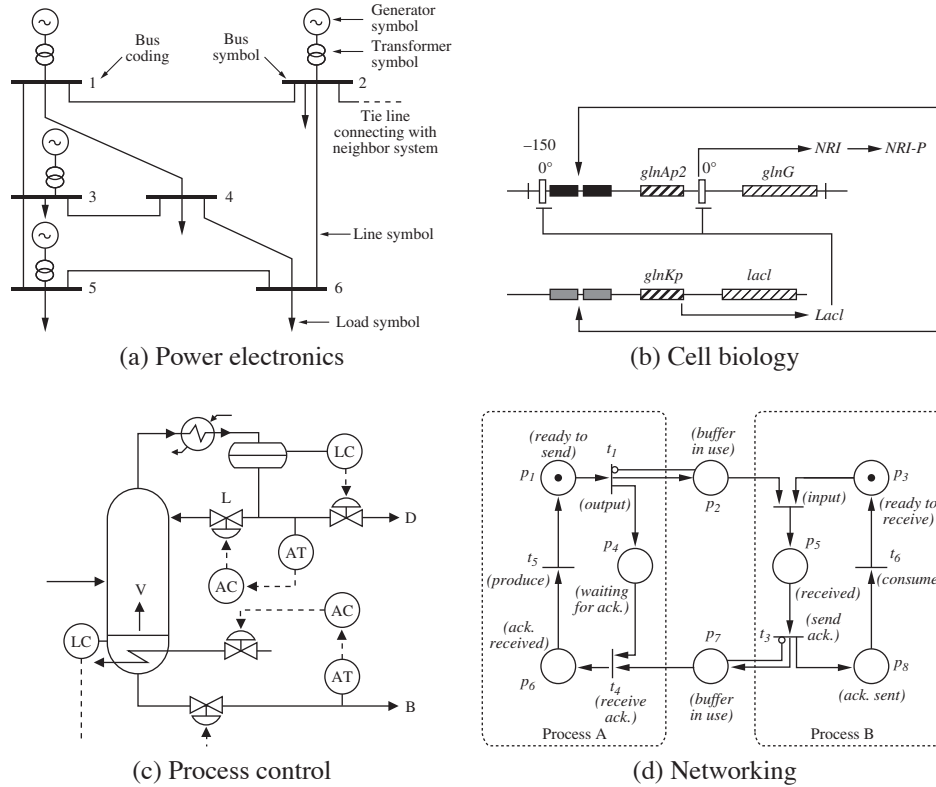 Generator
symbol
Transformer
symbol
Bus
coding
Bus
symbol
1
2
Tie line
connecting with
neighbor system
3
4
Line symbol
5
6
Load symbol
(a) Power electronics
–150
0°
glnAp2
0°
NRI
NRI-P
glnG
glnKp
lacl
Lacl
(b) Cell biology
LC
L
D
AT
AC
V
AC
LC
AT
B
(c) Process control
(ready to
send)
t1
(buffer
in use)
p1
p2
p3
(output)
(input)
(ready to
receive)
p4
p5
t5
t6
(produce)
(waiting for
ack.)
(received)
(consume
(ack.
received)
(send
ack.)
t3
p7
p6
t4
p8
(receive
ack.)
(buffer
in use)
(ack. sent)
Process A
Process B
(d) Networking